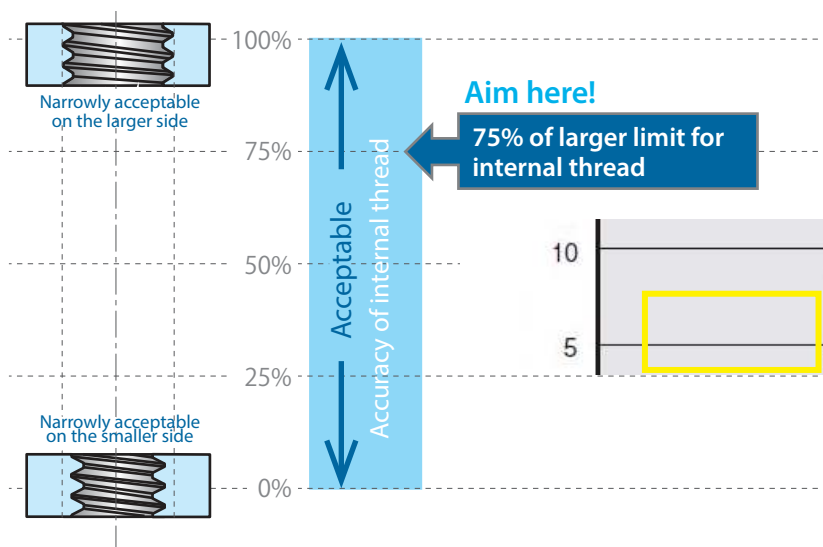 100%
Narrowly acceptable
on the larger side
Aim here!
75% of larger limit for
internal thread
75%
Acceptable
Accuracy of internal thread
50%
10
5
25%
Narrowly acceptable
on the smaller side
0%